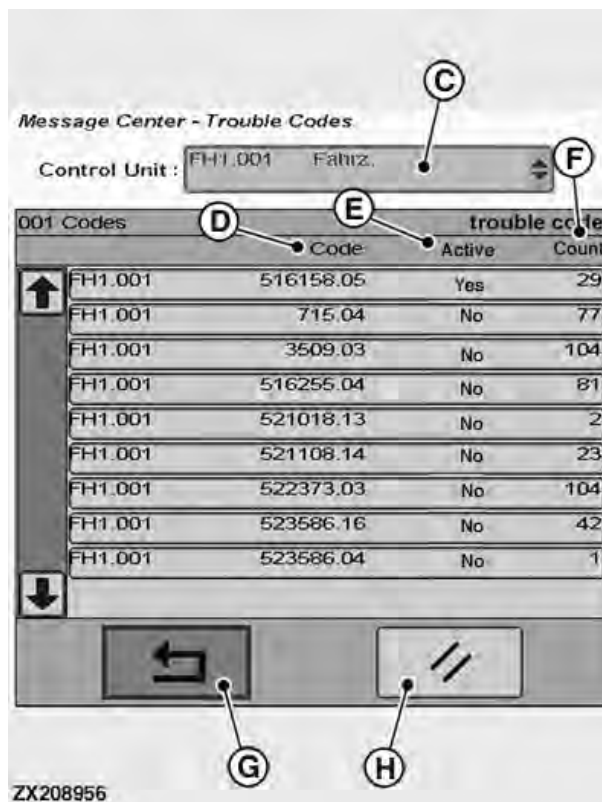 C
Message Center - Trouble Codes
Control Unit : FH1.001 Fahrz.
F
D E
001 Codes trouble code
Code Active Count
FH1.001 516158.05 Yes 29
FH1.001 715.04 No 77
FH1.001 3509.03 No 104
FH1.001 516255.04 No 81
FH1.001 521018.13 No 2
FH1.001 521108.14 No 23
FH1.001 522373.03 No 104
FH1.001 523586.16 No 42
FH1.001 523586.04 No 1
G H
ZX208956